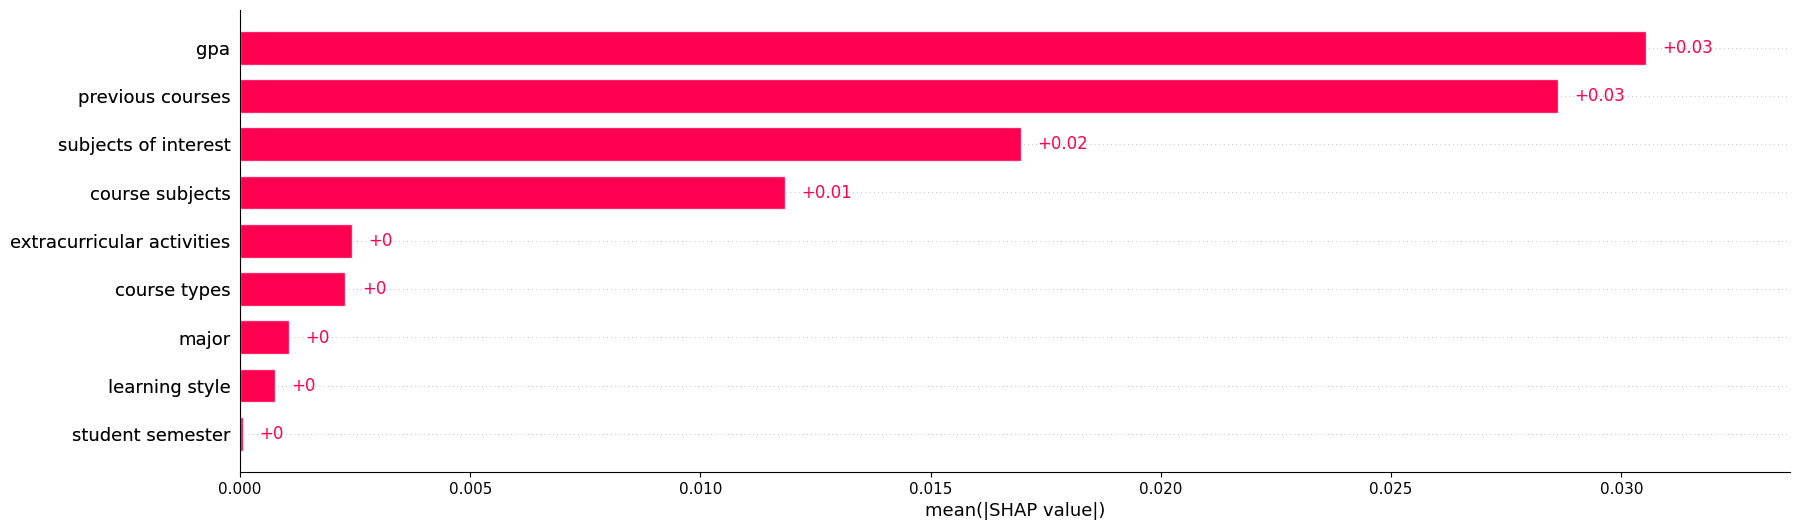 gpa +0.03
previous courses +0.03
subjects of interest +0.02
course subjects +0.01
extracurricular activities +0
course types +0
major +0
learning style +0
student semester +0
0.000 0.005 0.010 0.015 0.020 0.025 0.030
mean(|SHAP value|)